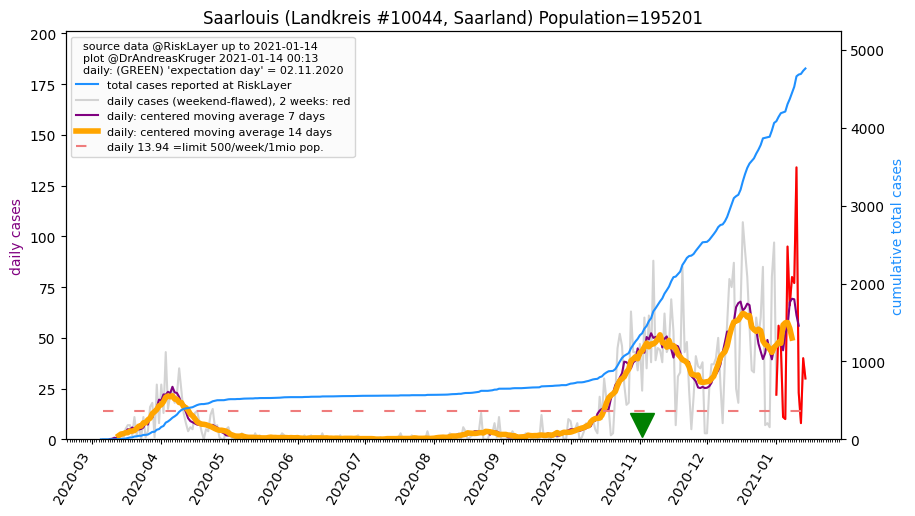 Saarlouis (Landkreis #10044, Saarland) Population=195201
source data @RiskLayer up to 2021-01-14
plot @DrAndreasKruger 2021-01-14 00:13
daily: (GREEN) 'expectation day' = 02.11.2020
total cases reported at RiskLayer
daily cases (weekend-flawed), 2 weeks: red
daily: centered moving average 7 days
daily: centered moving average 14 days
daily 13.94 =limit 500/week/1mio pop.
daily cases
200
175
150
125
100
75
50
25
0
cumulative total cases
5000
4000
3000
2000
1000
0
2020-03
2020-04
2020-05
2020-06
2020-07
2020-08
2020-09
2020-10
2020-11
2020-12
2021-01